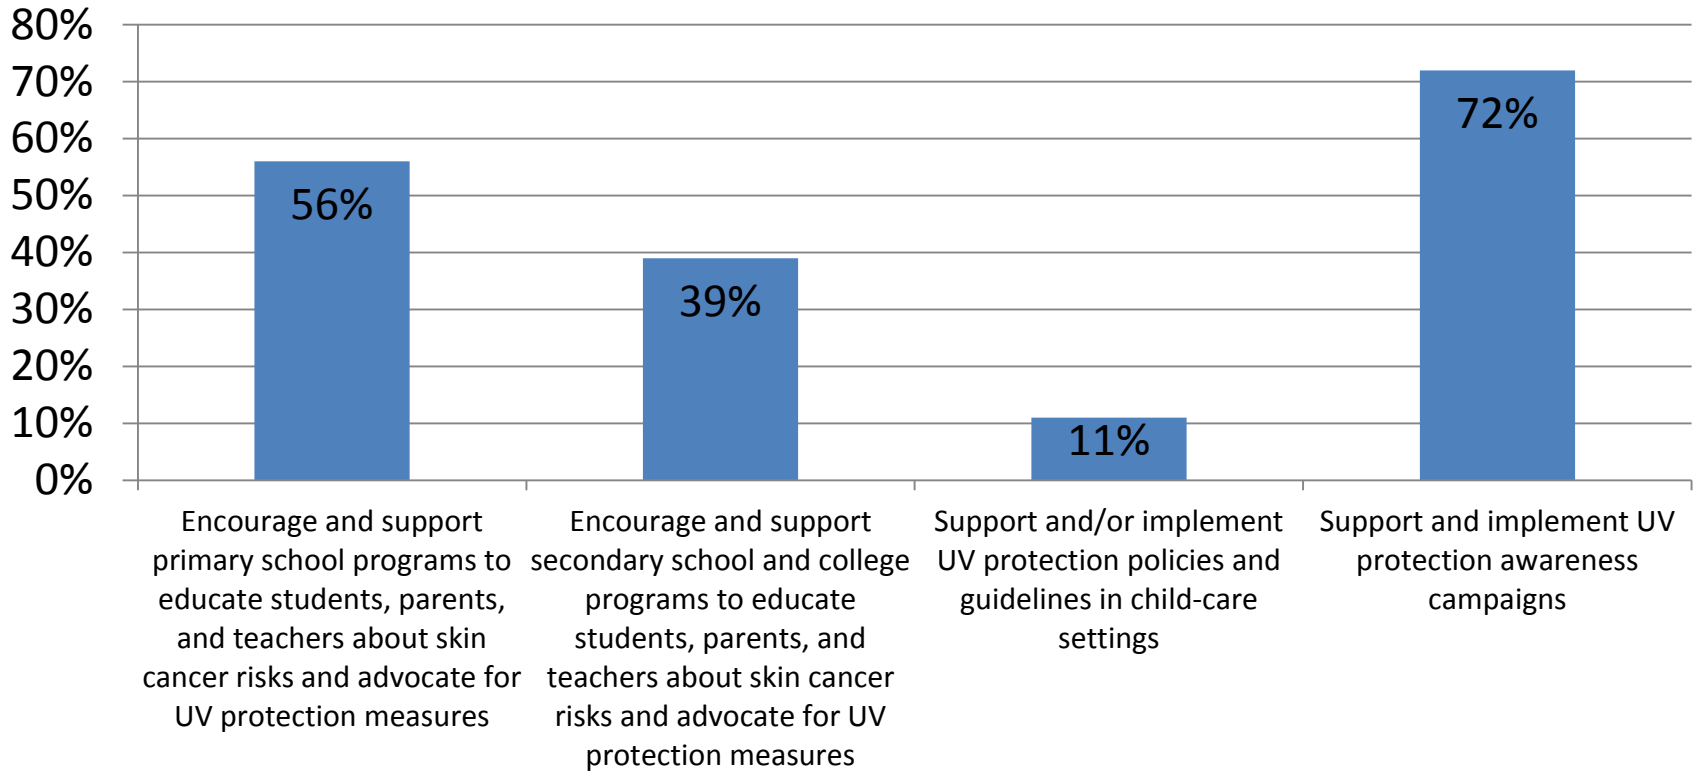 80%
70%
60%
50%
40%
30%
20%
10%
0%
56%
39%
11%
72%
Encourage and support
primary school programs to
educate students, parents,
and teachers about skin
cancer risks and advocate for
UV protection measures
Encourage and support
secondary school and college
programs to educate
students, parents, and
teachers about skin cancer
risks and advocate for UV
protection measures
Support and/or implement
UV protection policies and
guidelines in child-care
settings
Support and implement UV
protection awareness
campaigns